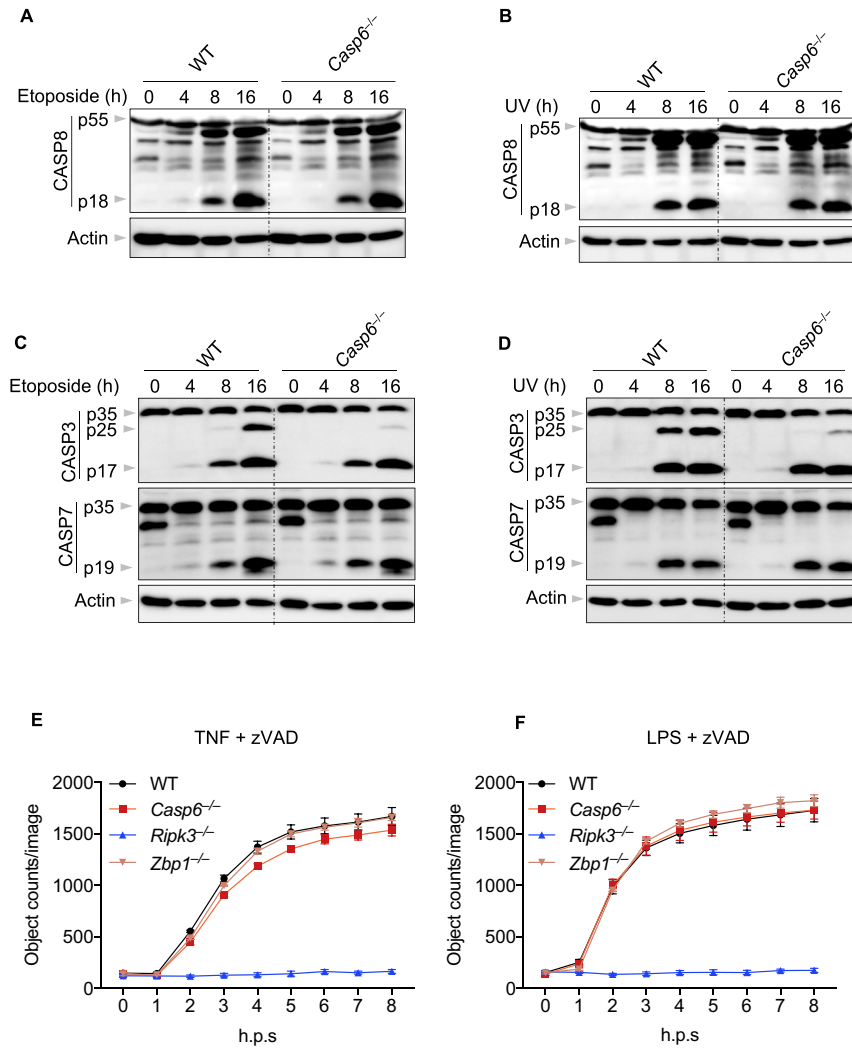 A
WT
Casp6–/–
Etoposide (h)
0 4 8 16 0 4 8 16
p55
CASP8
p18
Actin
B
WT
Casp6–/–
UV (h)
0 4 8 16 0 4 8 16
p55
CASP8
p18
Actin
C
WT
Casp6–/–
Etoposide (h)
0 4 8 16 0 4 8 16
p35
p25
CASP3
p17
p35
CASP7
p19
Actin
D
WT
Casp6–/–
UV (h)
0 4 8 16 0 4 8 16
p35
p25
CASP3
p17
p35
CASP7
p19
Actin
E
TNF + zVAD
WT
Casp6–/–
Ripk3–/–
Zbp1–/–
Object counts/image
2000
1500
1000
500
0
0 1 2 3 4 5 6 7 8
h.p.s
F
LPS + zVAD
WT
Casp6–/–
Ripk3–/–
Zbp1–/–
Object counts/image
2000
1500
1000
500
0
0 1 2 3 4 5 6 7 8
h.p.s